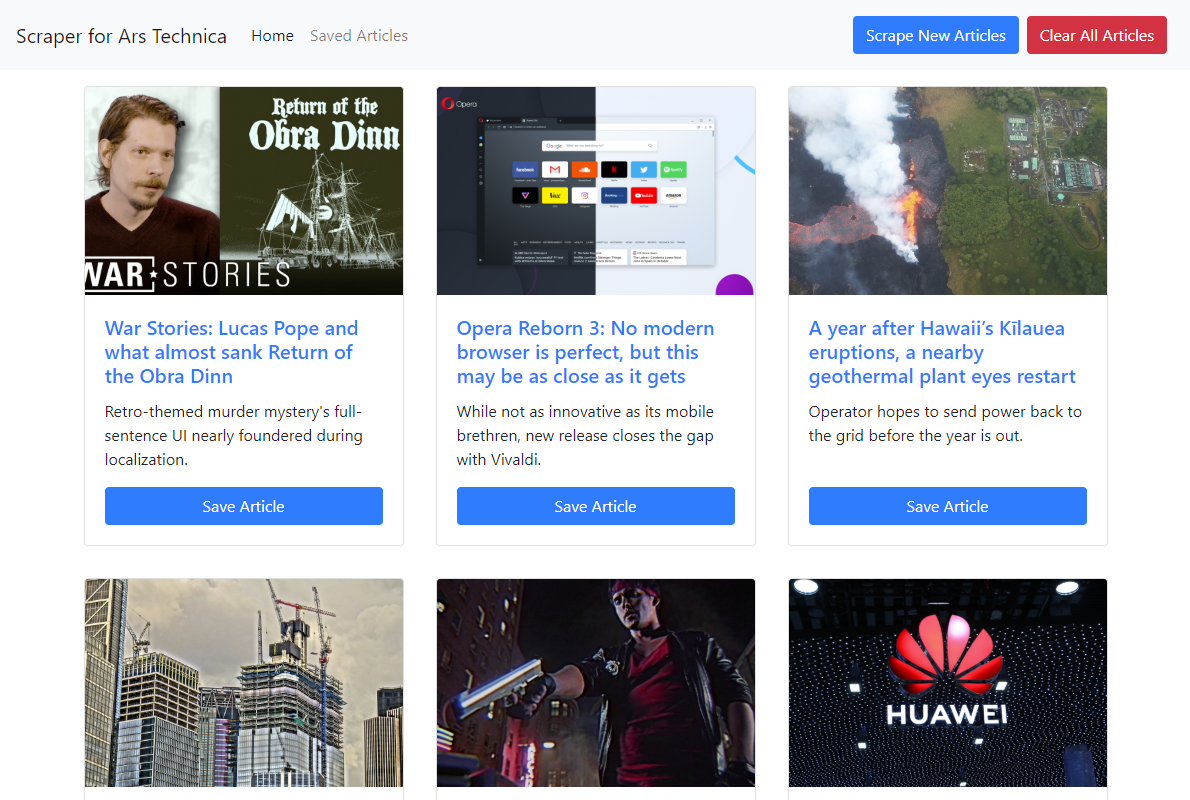 Scraper for Ars Technica Home Saved Articles Scrape New Articles Clear All Articles
Return of the
Obra Dinn
WAR STORIES
Opera
Google
War Stories: Lucas Pope and
what almost sank Return of
the Obra Dinn
Retro-themed murder mystery's full-
sentence UI nearly foundered during
localization.
Save Article
Opera Reborn 3: No modern
browser is perfect, but this
may be as close as it gets
While not as innovative as its mobile
brethren, new release closes the gap
with Vivaldi.
Save Article
A year after Hawaii’s Kīlauea
eruptions, a nearby
geothermal plant eyes restart
Operator hopes to send power back to
the grid before the year is out.
Save Article
HUAWEI